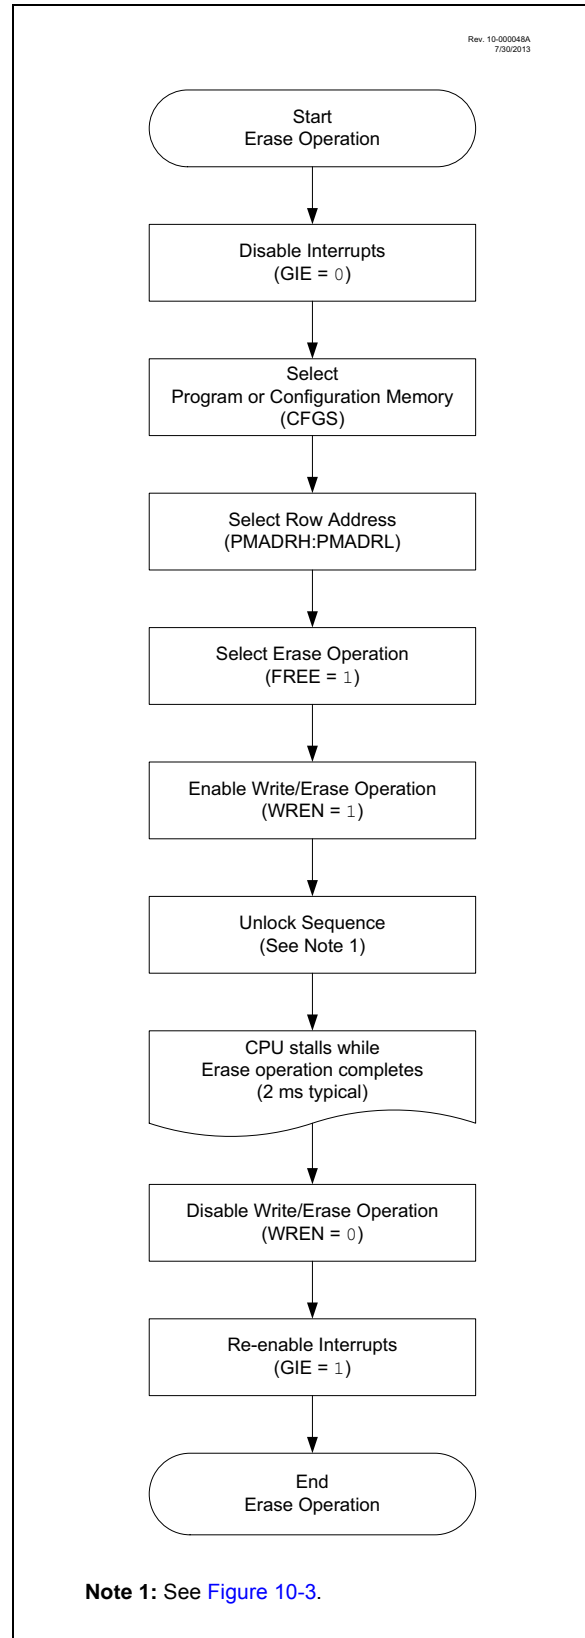 Rev. 10-000048A
7/30/2013
Start
Erase Operation
Disable Interrupts
(GIE = 0)
Select
Program or Configuration Memory
(CFGS)
Select Row Address
(PMADRH:PMADRL)
Select Erase Operation
(FREE = 1)
Enable Write/Erase Operation
(WREN = 1)
Unlock Sequence
(See Note 1)
CPU stalls while
Erase operation completes
(2 ms typical)
Disable Write/Erase Operation
(WREN = 0)
Re-enable Interrupts
(GIE = 1)
End
Erase Operation
Note 1: See Figure 10-3.